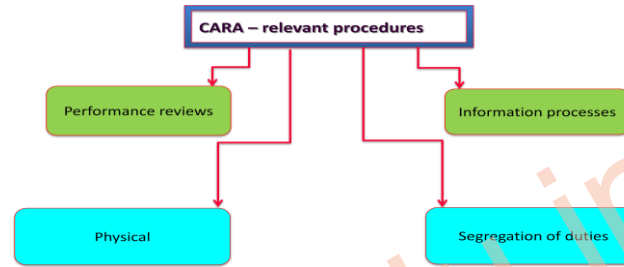 CARA – relevant procedures
Performance reviews
Information processes
Physical
Segregation of duties